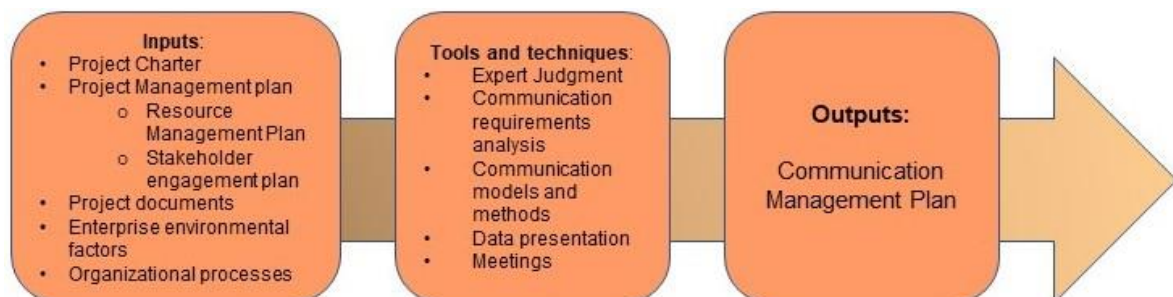 Inputs:
• Project Charter
• Project Management plan
o Resource
Management Plan
o Stakeholder
engagement plan
• Project documents
• Enterprise environmental
factors
• Organizational processes
Tools and techniques:
• Expert Judgment
• Communication
requirements
analysis
• Communication
models and
methods
• Data presentation
• Meetings
Outputs:
Communication
Management Plan